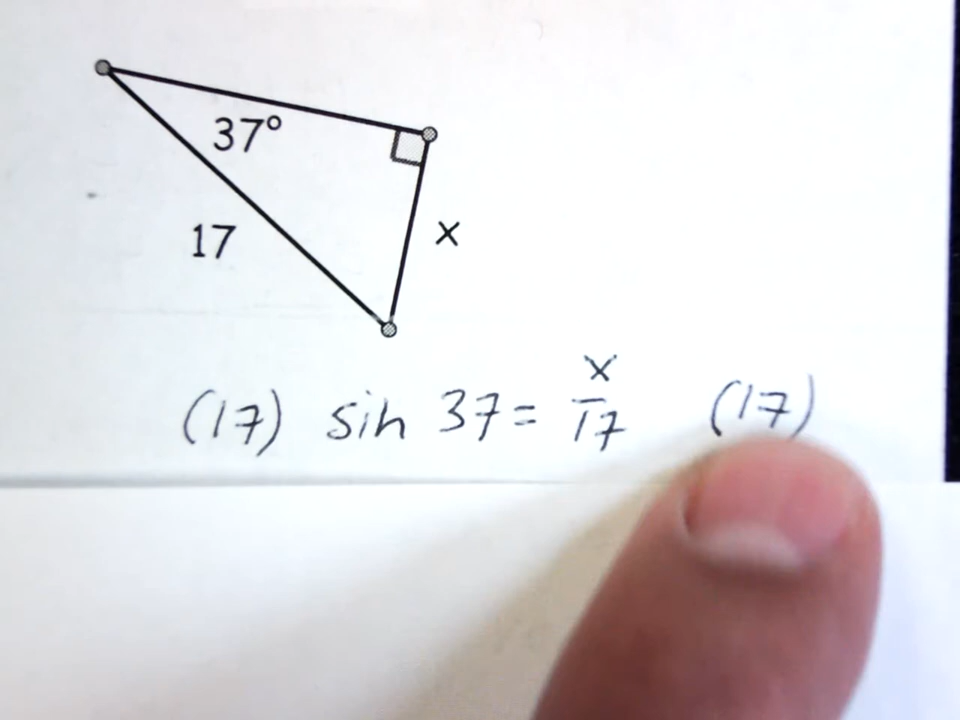 37°
17
x
(17) sin 37 = x/17 (17)